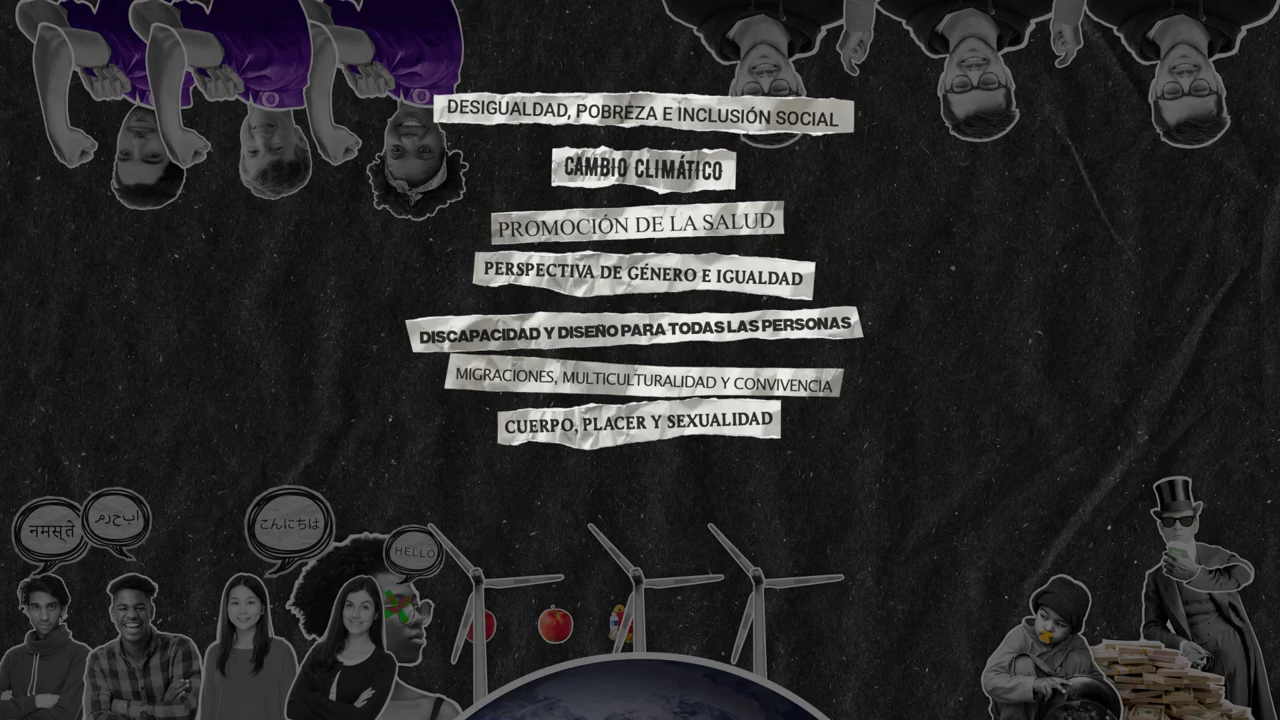 DESIGUALDAD, POBREZA E INCLUSIÓN SOCIAL
CAMBIO CLIMÁTICO
PROMOCIÓN DE LA SALUD
PERSPECTIVA DE GÉNERO E IGUALDAD
DISCAPACIDAD Y DISEÑO PARA TODAS LAS PERSONAS
MIGRACIONES, MULTICULTURALIDAD Y CONVIVENCIA
CUERPO, PLACER Y SEXUALIDAD
नमस्ते
こんにちは
HELLO